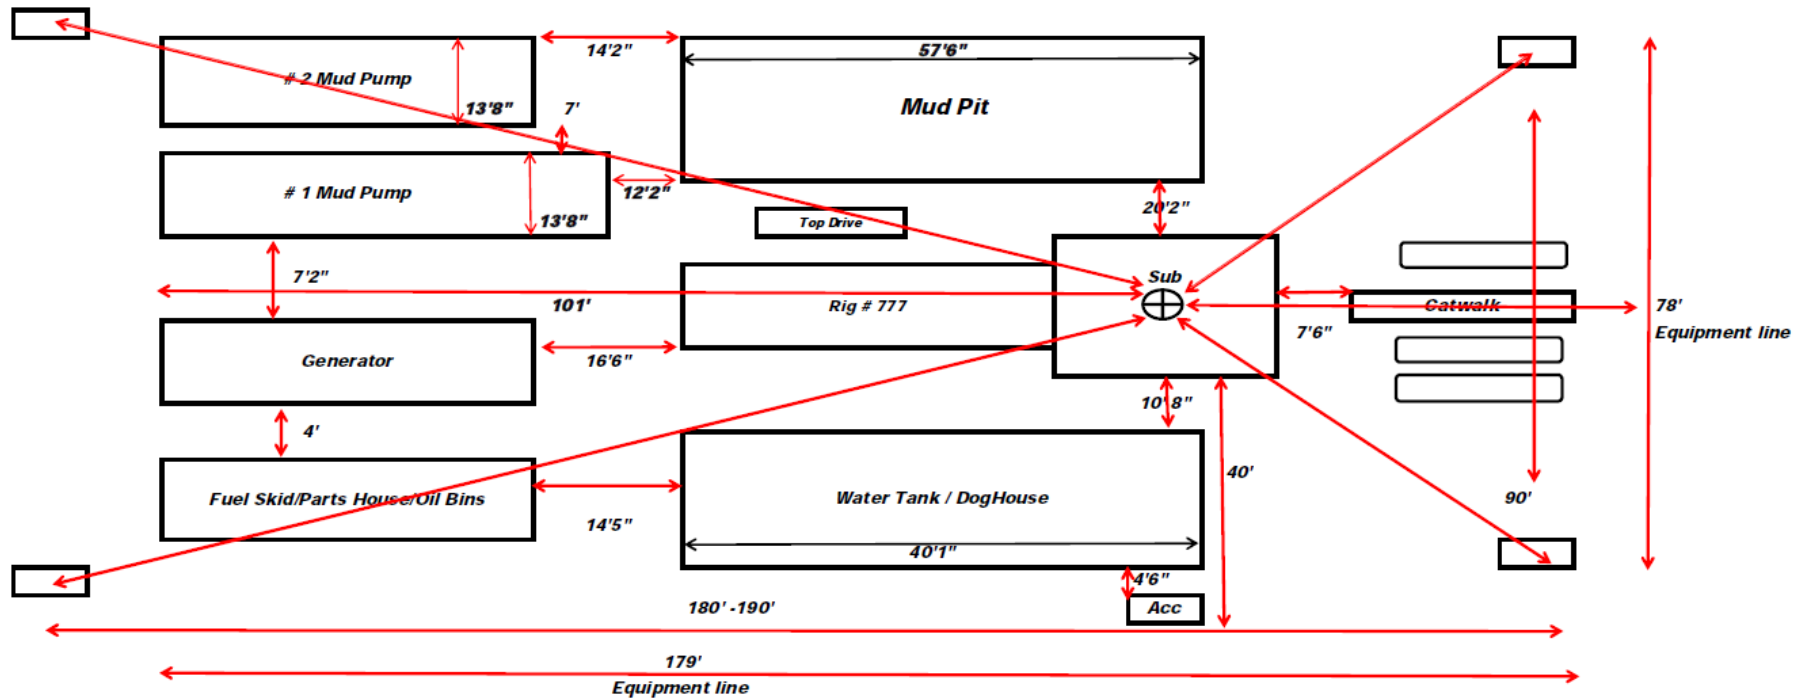 14'2"
57'6"
# 2 Mud Pump
13'8"
7'
Mud Pit
# 1 Mud Pump
12'2"
13'8"
Top Drive
20'2"
Sub
7'2"
101'
Rig # 777
Catwalk
7'6"
78'
Equipment line
Generator
16'6"
10'8"
4'
40'
Fuel Skid/Parts House/Oil Bins
Water Tank / DogHouse
90'
14'5"
40'1"
4'6"
Acc
180' -190'
179'
Equipment line